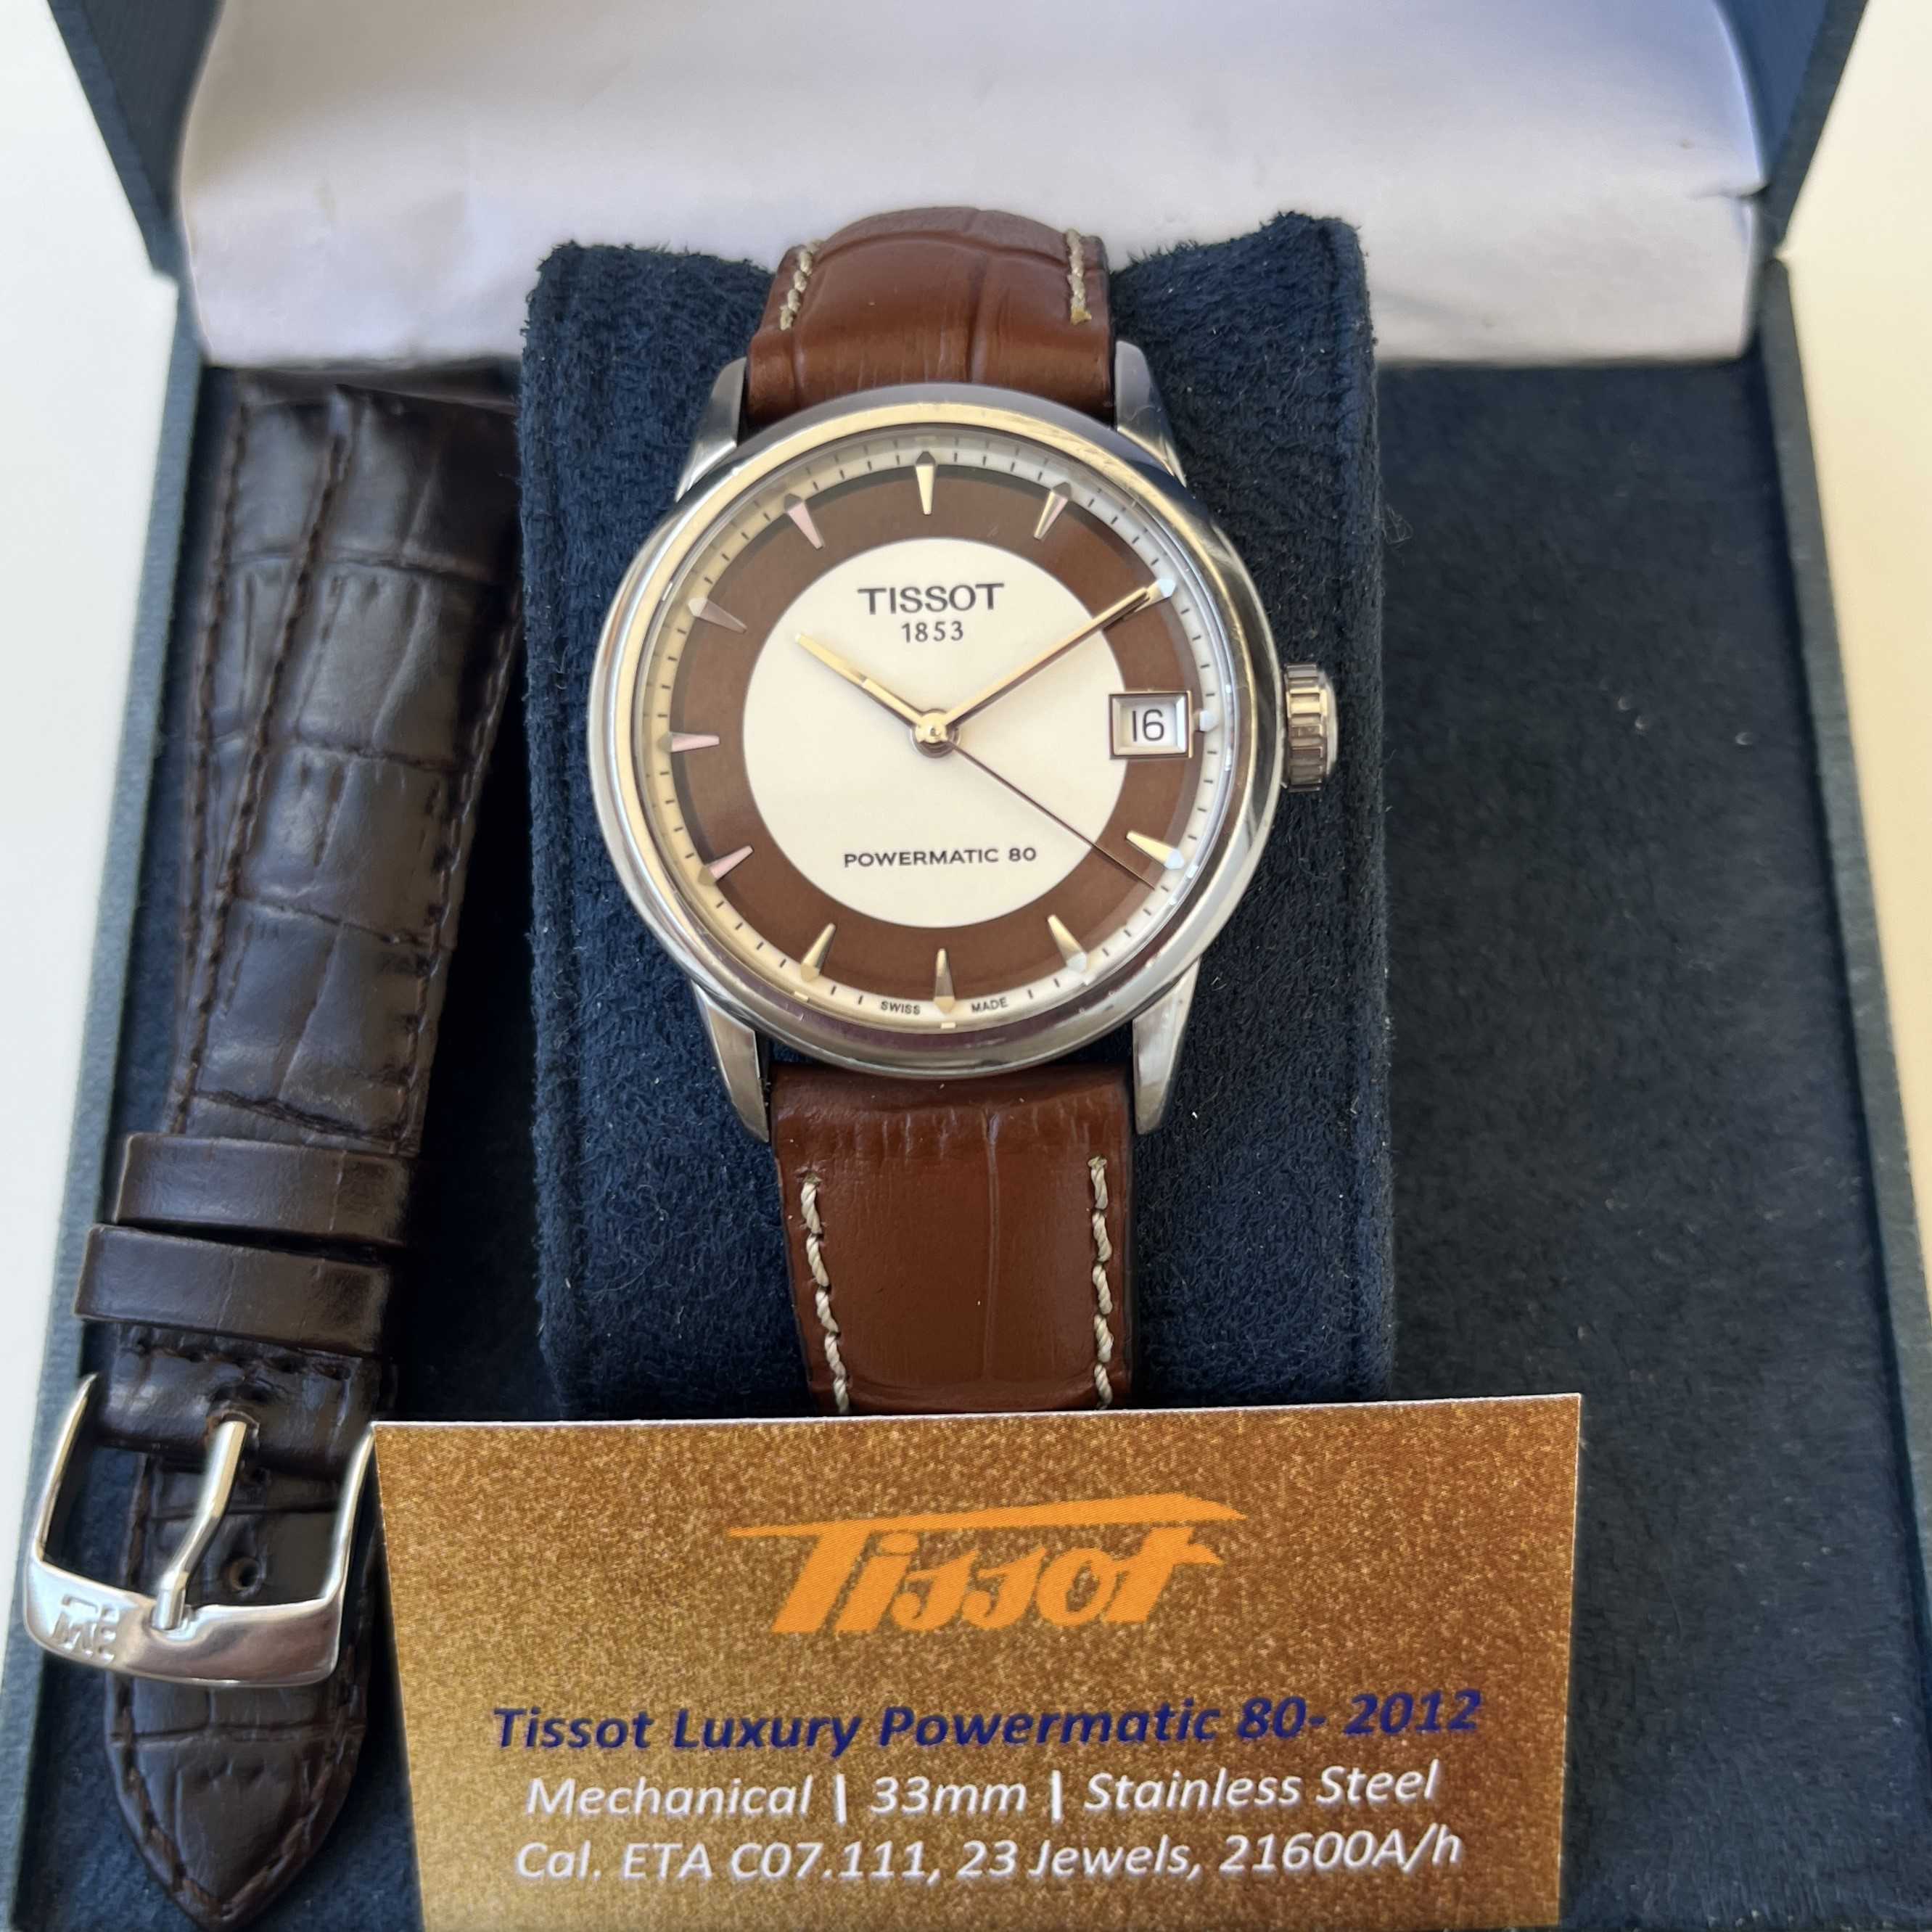 TISSOT
1853
16
POWERMATIC 80
SWISS MADE
Tissot
Tissot Luxury Powermatic 80- 2012
Mechanical | 33mm | Stainless Steel
Cal. ETA C07.111, 23 Jewels, 21600A/h